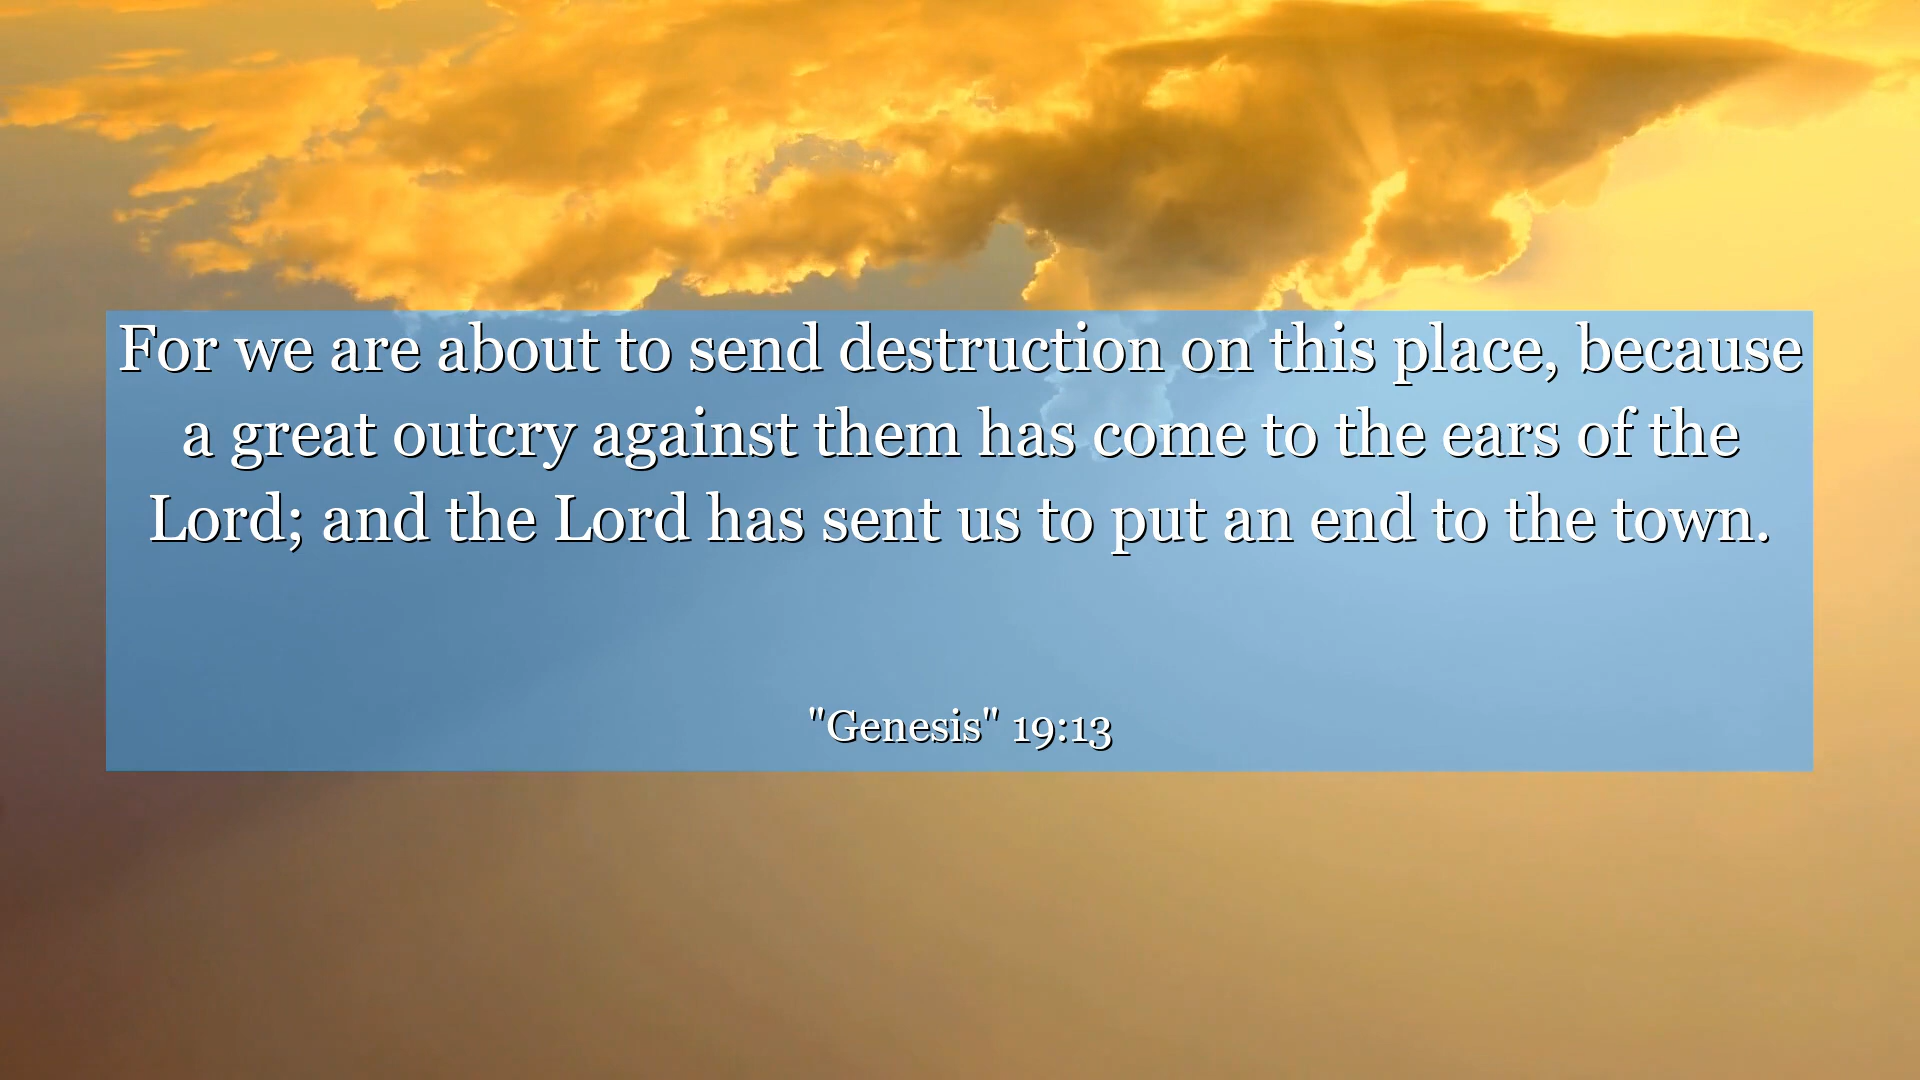 For we are about to send destruction on this place, because
a great outcry against them has come to the ears of the
Lord; and the Lord has sent us to put an end to the town.
"Genesis" 19:13